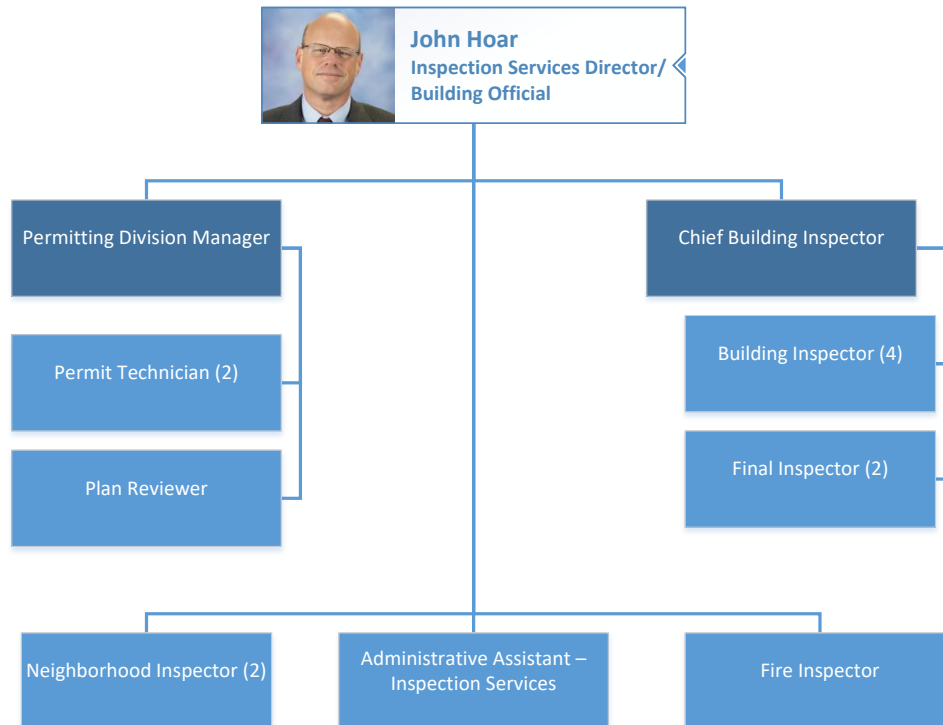 John Hoar
Inspection Services Director/
Building Official
Permitting Division Manager
Chief Building Inspector
Permit Technician (2)
Building Inspector (4)
Plan Reviewer
Final Inspector (2)
Neighborhood Inspector (2)
Administrative Assistant –
Inspection Services
Fire Inspector